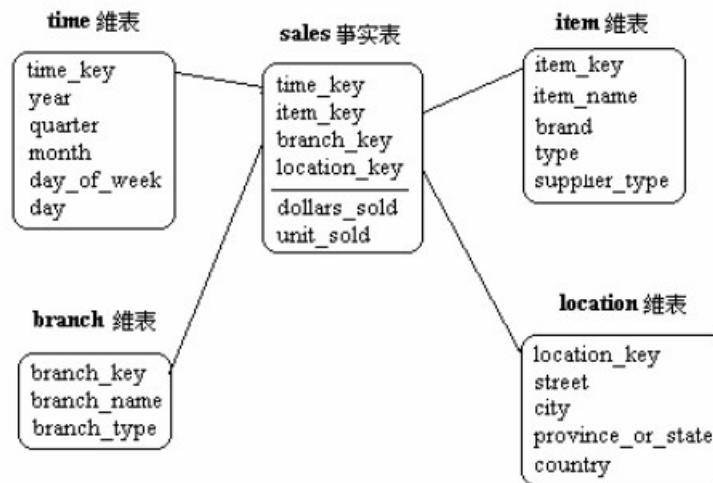 time 維表
time_key
year
quarter
month
day_of_week
day
sales 事实表
time_key
item_key
branch_key
location_key
dollars_sold
unit_sold
item 維表
item_key
item_name
brand
type
supplier_type
branch 維表
branch_key
branch_name
branch_type
location 維表
location_key
street
city
province_or_state
country